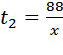 t₂ = 88/x